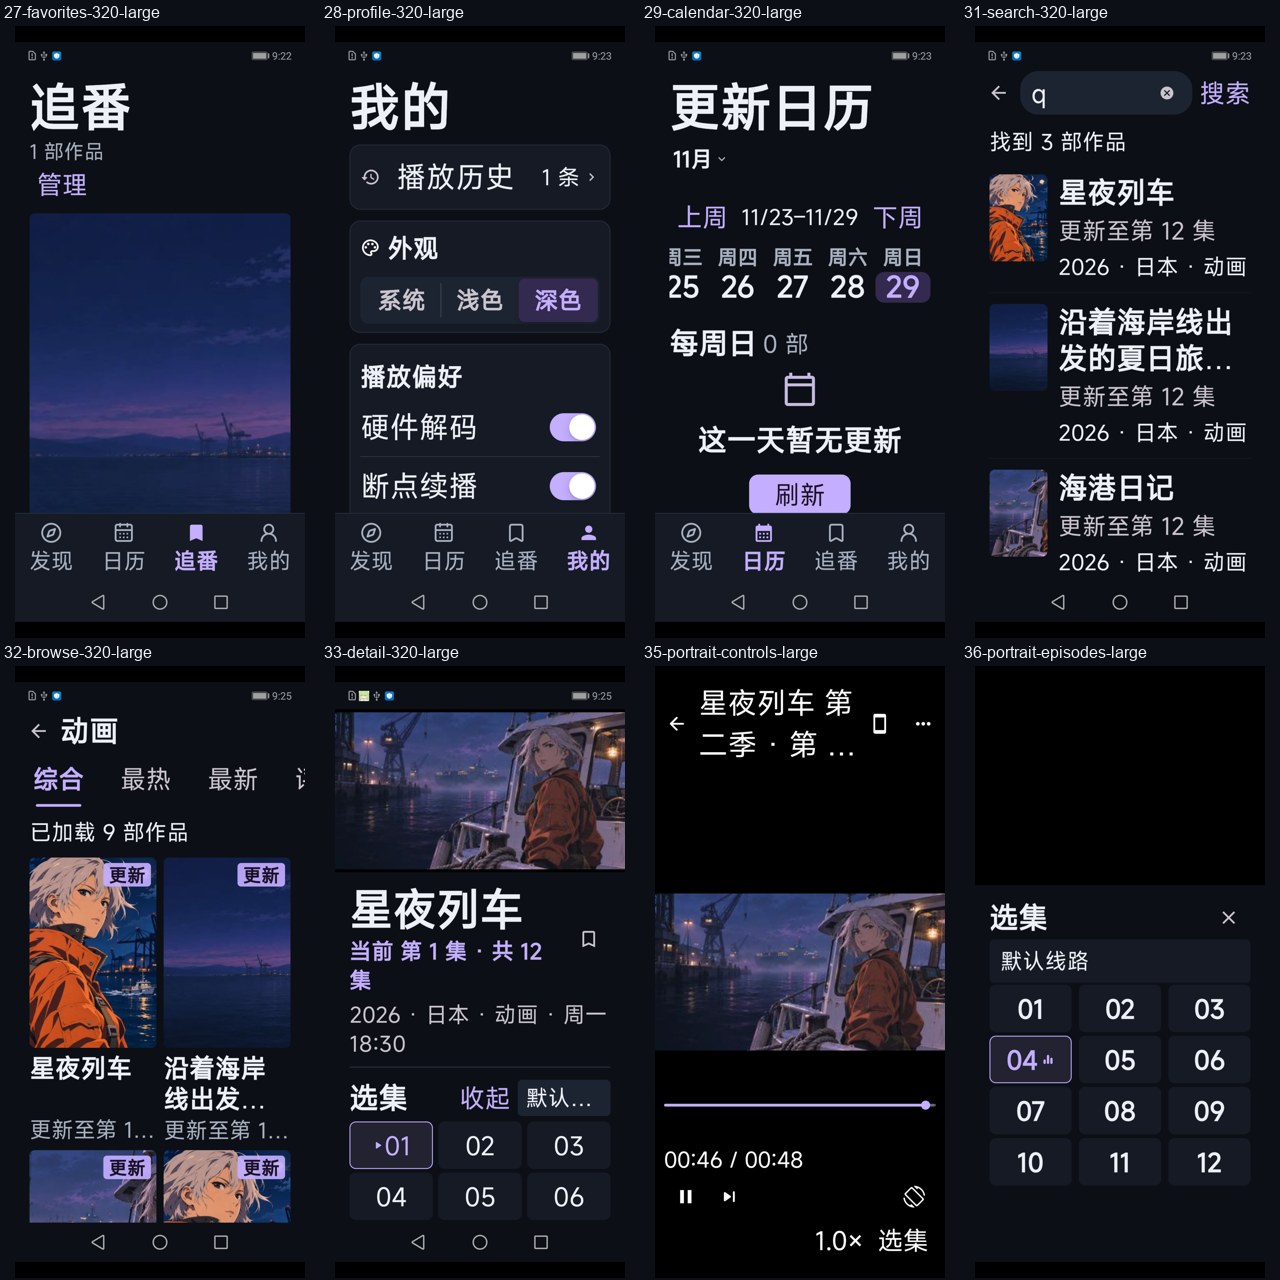 27-favorites-320-large
9:22
追番
1 部作品
管理
发现 日历 追番 我的
28-profile-320-large
9:23
我的
播放历史 1 条
外观
系统 浅色 深色
播放偏好
硬件解码
断点续播
发现 日历 追番 我的
29-calendar-320-large
9:23
更新日历
11月
上周 11/23–11/29 下周
周三 周四 周五 周六 周日
25 26 27 28 29
每周日 0 部
这一天暂无更新
刷新
发现 日历 追番 我的
31-search-320-large
9:23
q 搜索
找到 3 部作品
星夜列车
更新至第 12 集
2026 · 日本 · 动画
沿着海岸线出
发的夏日旅...
更新至第 12 集
2026 · 日本 · 动画
海港日记
更新至第 12 集
2026 · 日本 · 动画
32-browse-320-large
9:25
动画
综合 最热 最新
已加载 9 部作品
更新 更新
星夜列车 沿着海岸
线出发...
更新至第 1... 更新至第 1...
更新 更新
33-detail-320-large
9:25
星夜列车
当前 第 1 集 · 共 12
集
2026 · 日本 · 动画 · 周一
18:30
选集 收起 默认...
01 02 03
04 05 06
35-portrait-controls-large
星夜列车 第
二季 · 第 ...
00:46 / 00:48
1.0× 选集
36-portrait-episodes-large
选集
默认线路
01 02 03
04 05 06
07 08 09
10 11 12